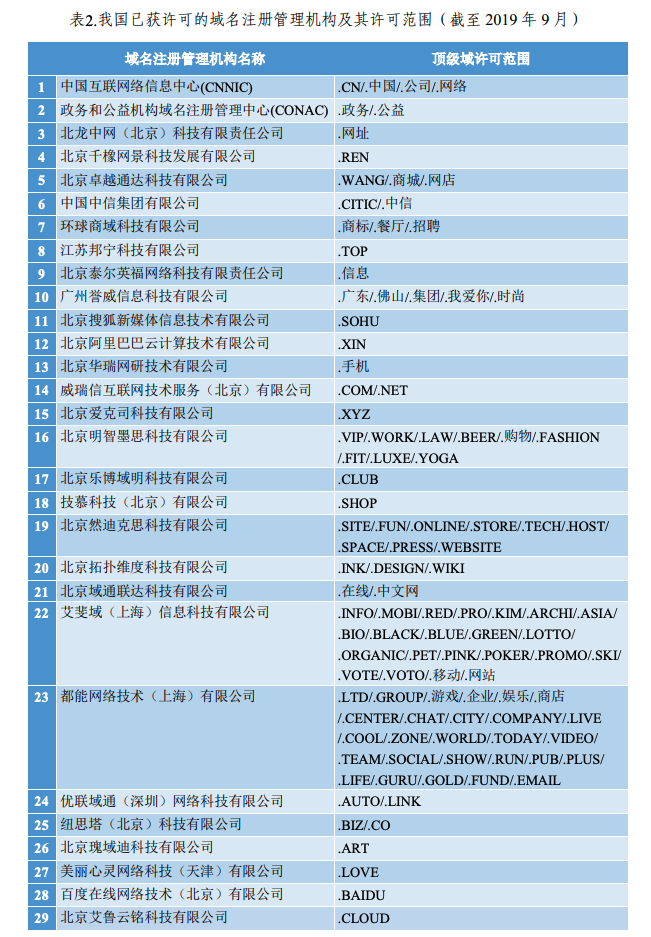 表2.我国已获许可的域名注册管理机构及其许可范围（截至 2019 年 9 月）
域名注册管理机构名称 顶级域许可范围
1 中国互联网络信息中心(CNNIC) .CN/.中国/.公司/.网络
2 政务和公益机构域名注册管理中心(CONAC) .政务/.公益
3 北龙中网（北京）科技有限责任公司 .网址
4 北京千橡网景科技发展有限公司 .REN
5 北京卓越通达科技有限公司 .WANG/.商城/.网店
6 中国中信集团有限公司 .CITIC/.中信
7 环球商域科技有限公司 .商标/.餐厅/.招聘
8 江苏邦宁科技有限公司 .TOP
9 北京泰尔英福网络科技有限责任公司 .信息
10 广州誉威信息科技有限公司 .广东/.佛山/.集团/.我爱你/.时尚
11 北京搜狐新媒体信息技术有限公司 .SOHU
12 北京阿里巴巴云计算技术有限公司 .XIN
13 北京华瑞网研技术有限公司 .手机
14 威瑞信互联网技术服务（北京）有限公司 .COM/.NET
15 北京爱克司科技有限公司 .XYZ
16 北京明智墨思科技有限公司 .VIP/.WORK/.LAW/.BEER/.购物/.FASHION
/.FIT/.LUXE/.YOGA
17 北京乐博域明科技有限公司 .CLUB
18 技慕科技（北京）有限公司 .SHOP
19 北京然迪克思科技有限公司 .SITE/.FUN/.ONLINE/.STORE/.TECH/.HOST/
.SPACE/.PRESS/.WEBSITE
20 北京拓扑维度科技有限公司 .INK/.DESIGN/.WIKI
21 北京域通联达科技有限公司 .在线/.中文网
22 艾斐域（上海）信息科技有限公司 .INFO/.MOBI/.RED/.PRO/.KIM/.ARCHI/.ASIA/
.BIO/.BLACK/.BLUE/.GREEN/.LOTTO/
.ORGANIC/.PET/.PINK/.POKER/.PROMO/.SKI/
.VOTE/.VOTO/.移动/.网站
23 都能网络技术（上海）有限公司 .LTD/.GROUP/.游戏/.企业/.娱乐/.商店
/.CENTER/.CHAT/.CITY/.COMPANY/.LIVE
/.COOL/.ZONE/.WORLD/.TODAY/.VIDEO/
.TEAM/.SOCIAL/.SHOW/.RUN/.PUB/.PLUS/
.LIFE/.GURU/.GOLD/.FUND/.EMAIL
24 优联域通（深圳）网络科技有限公司 .AUTO/.LINK
25 纽思塔（北京）科技有限公司 .BIZ/.CO
26 北京瑰域迪科技有限公司 .ART
27 美丽心灵网络科技（天津）有限公司 .LOVE
28 百度在线网络技术（北京）有限公司 .BAIDU
29 北京艾鲁云铭科技有限公司 .CLOUD